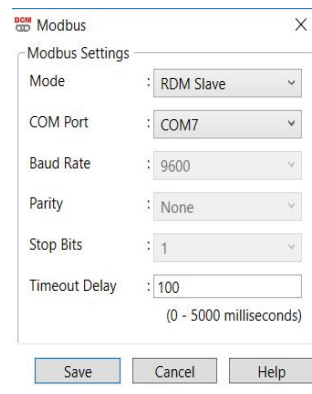 BCM Modbus X
Modbus Settings
Mode : RDM Slave
COM Port : COM7
Baud Rate : 9600
Parity : None
Stop Bits : 1
Timeout Delay : 100
(0 - 5000 milliseconds)
Save Cancel Help